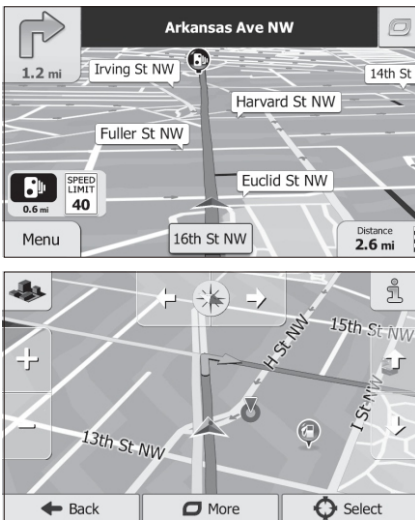 Arkansas Ave NW
1.2 mi
Irving St NW
14th St
Harvard St NW
Fuller St NW
Euclid St NW
0.6 mi
SPEED
LIMIT
40
Menu
16th St NW
Distance
2.6 mi
H St NW
15th St NW
I St NW
13th St NW
Back
More
Select